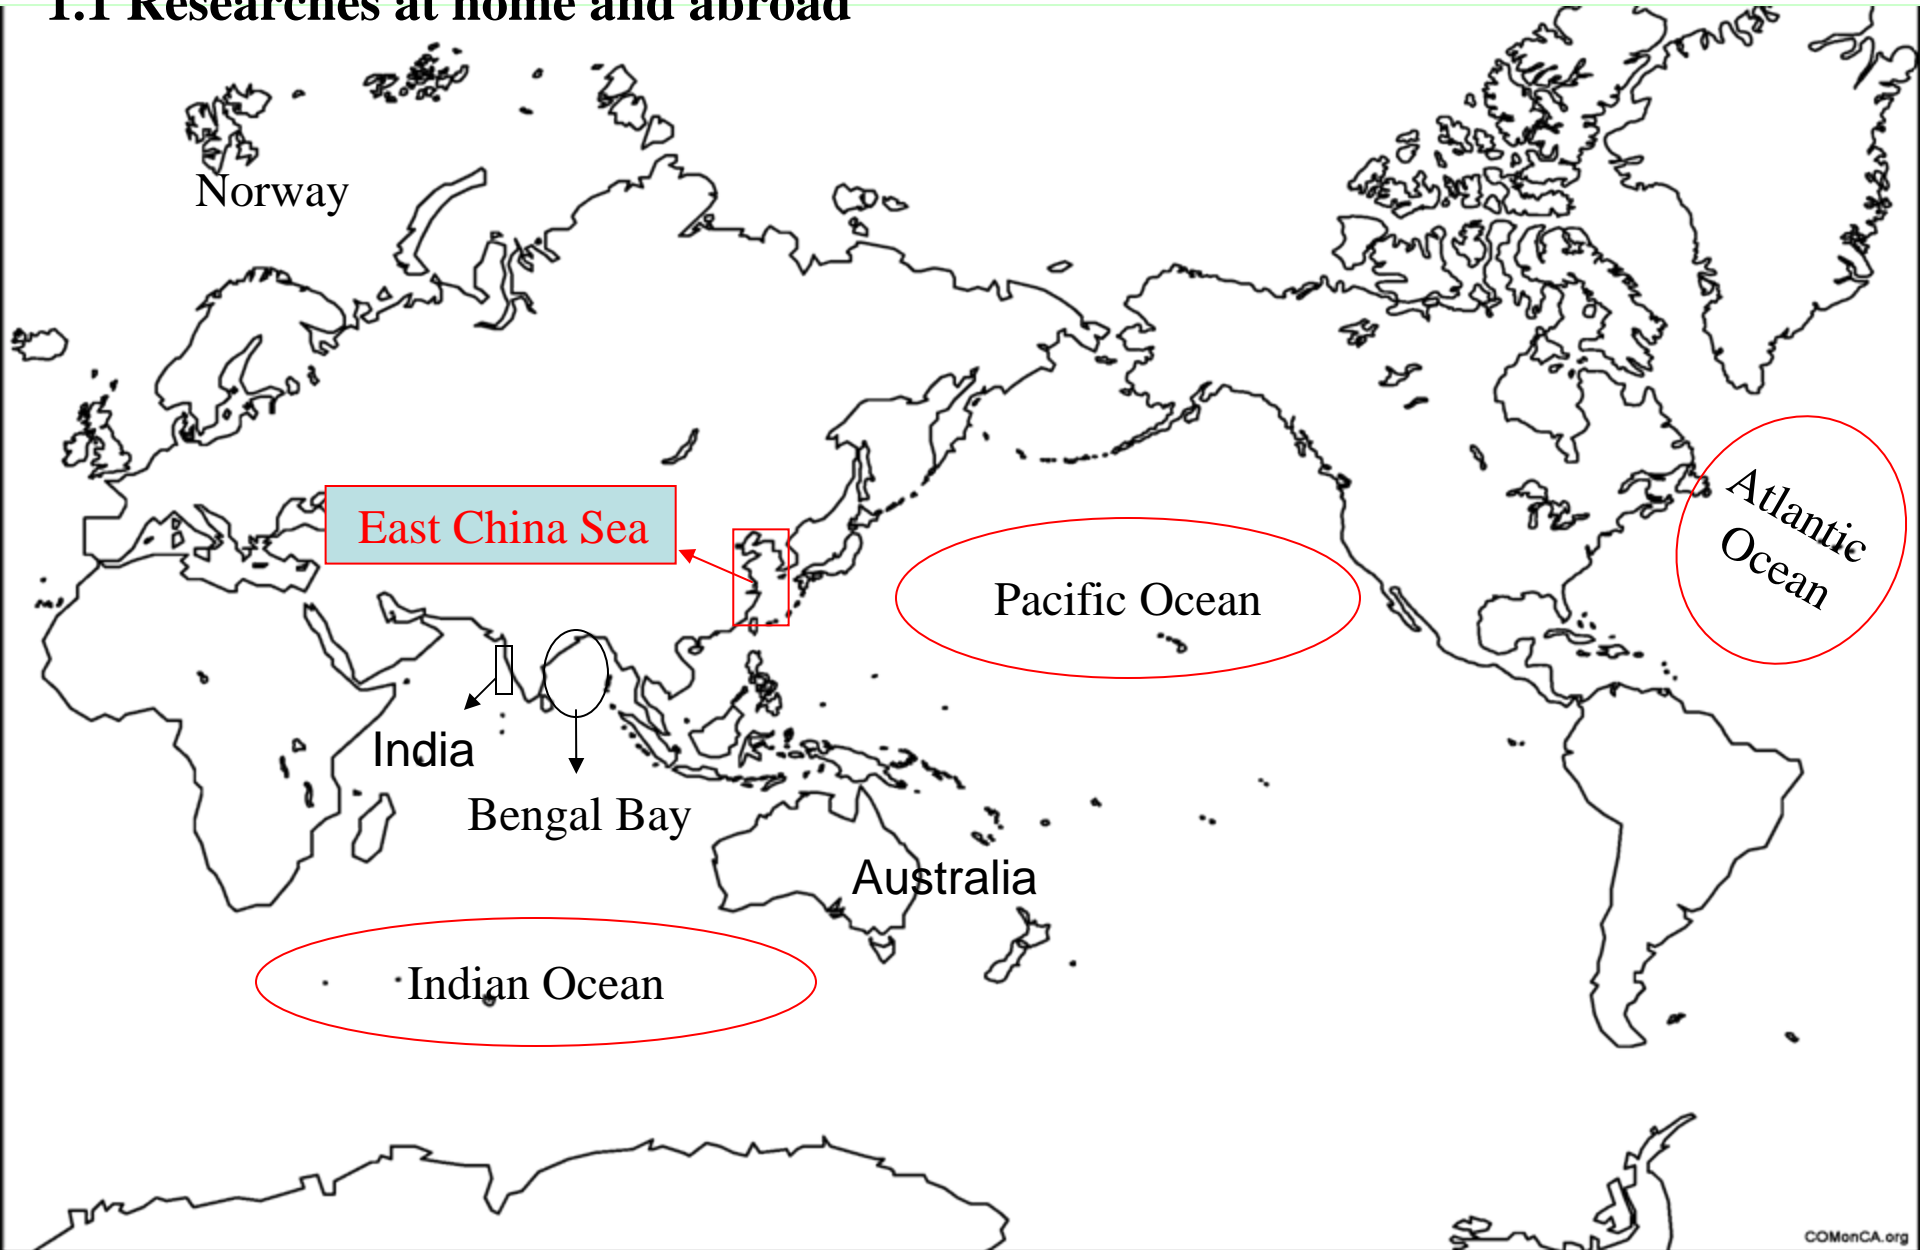 1.1 Researches at home and abroad
Norway
East China Sea
Atlantic
Ocean
Pacific Ocean
India
Bengal Bay
Australia
Indian Ocean
COMonCA.org